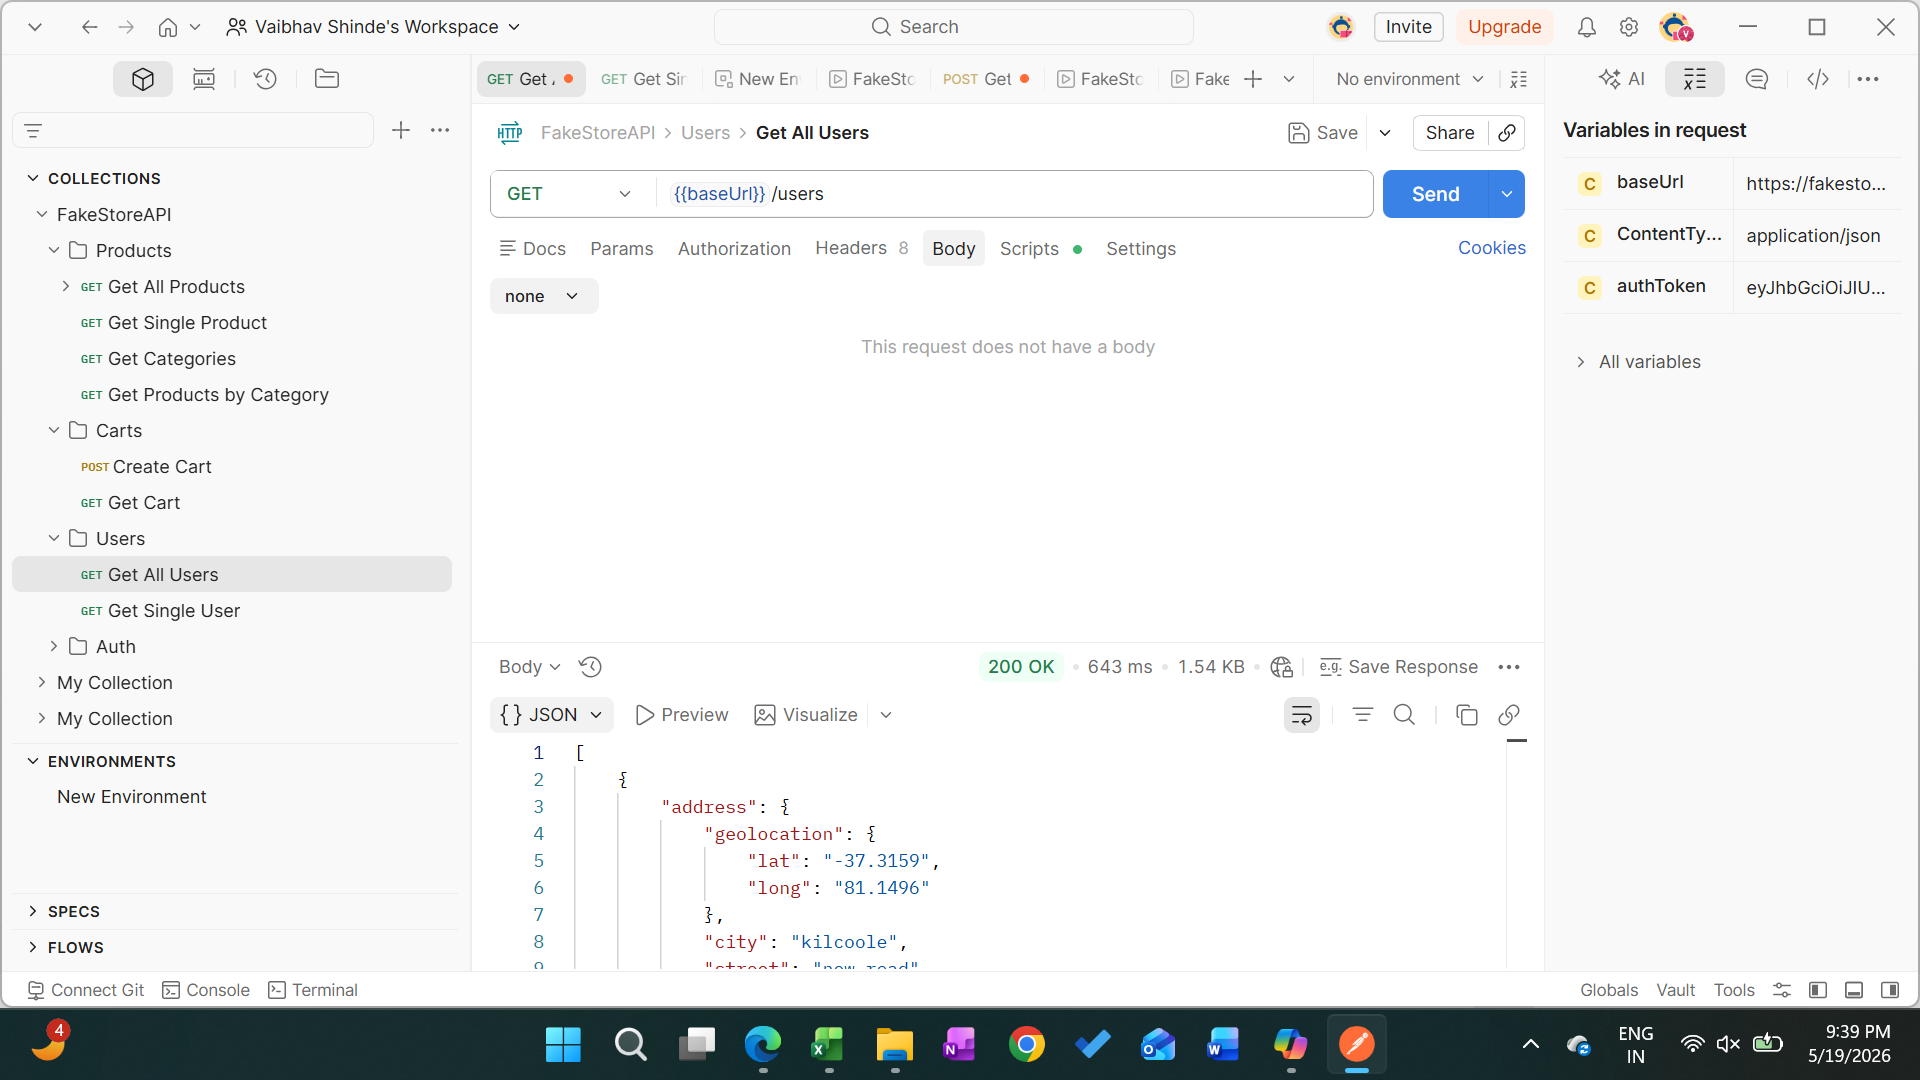 Vaibhav Shinde's Workspace
Search
Invite
Upgrade
V
GET Get A
GET Get Sin
New En
FakeSto
POST Get
FakeSto
Fake
No environment
AI
FakeStoreAPI > Users > Get All Users
Save
Share
Variables in request
COLLECTIONS
FakeStoreAPI
Products
GET Get All Products
GET Get Single Product
GET Get Categories
GET Get Products by Category
Carts
POST Create Cart
GET Get Cart
Users
GET Get All Users
GET Get Single User
Auth
My Collection
My Collection
ENVIRONMENTS
New Environment
SPECS
FLOWS
HTTP
GET
{{baseUrl}} /users
Send
Docs
Params
Authorization
Headers 8
Body
Scripts
Settings
Cookies
none
This request does not have a body
C baseUrl https://fakesto...
C ContentTy... application/json
C authToken eyJhbGciOiJIU...
All variables
Body
200 OK
643 ms
1.54 KB
e.g. Save Response
{} JSON
Preview
Visualize
1 [
2 {
3 "address": {
4 "geolocation": {
5 "lat": "-37.3159",
6 "long": "81.1496"
7 },
8 "city": "kilcoole",
9 "street": "new road"
Connect Git
Console
Terminal
Globals
Vault
Tools
4
ENG
IN
9:39 PM
5/19/2026